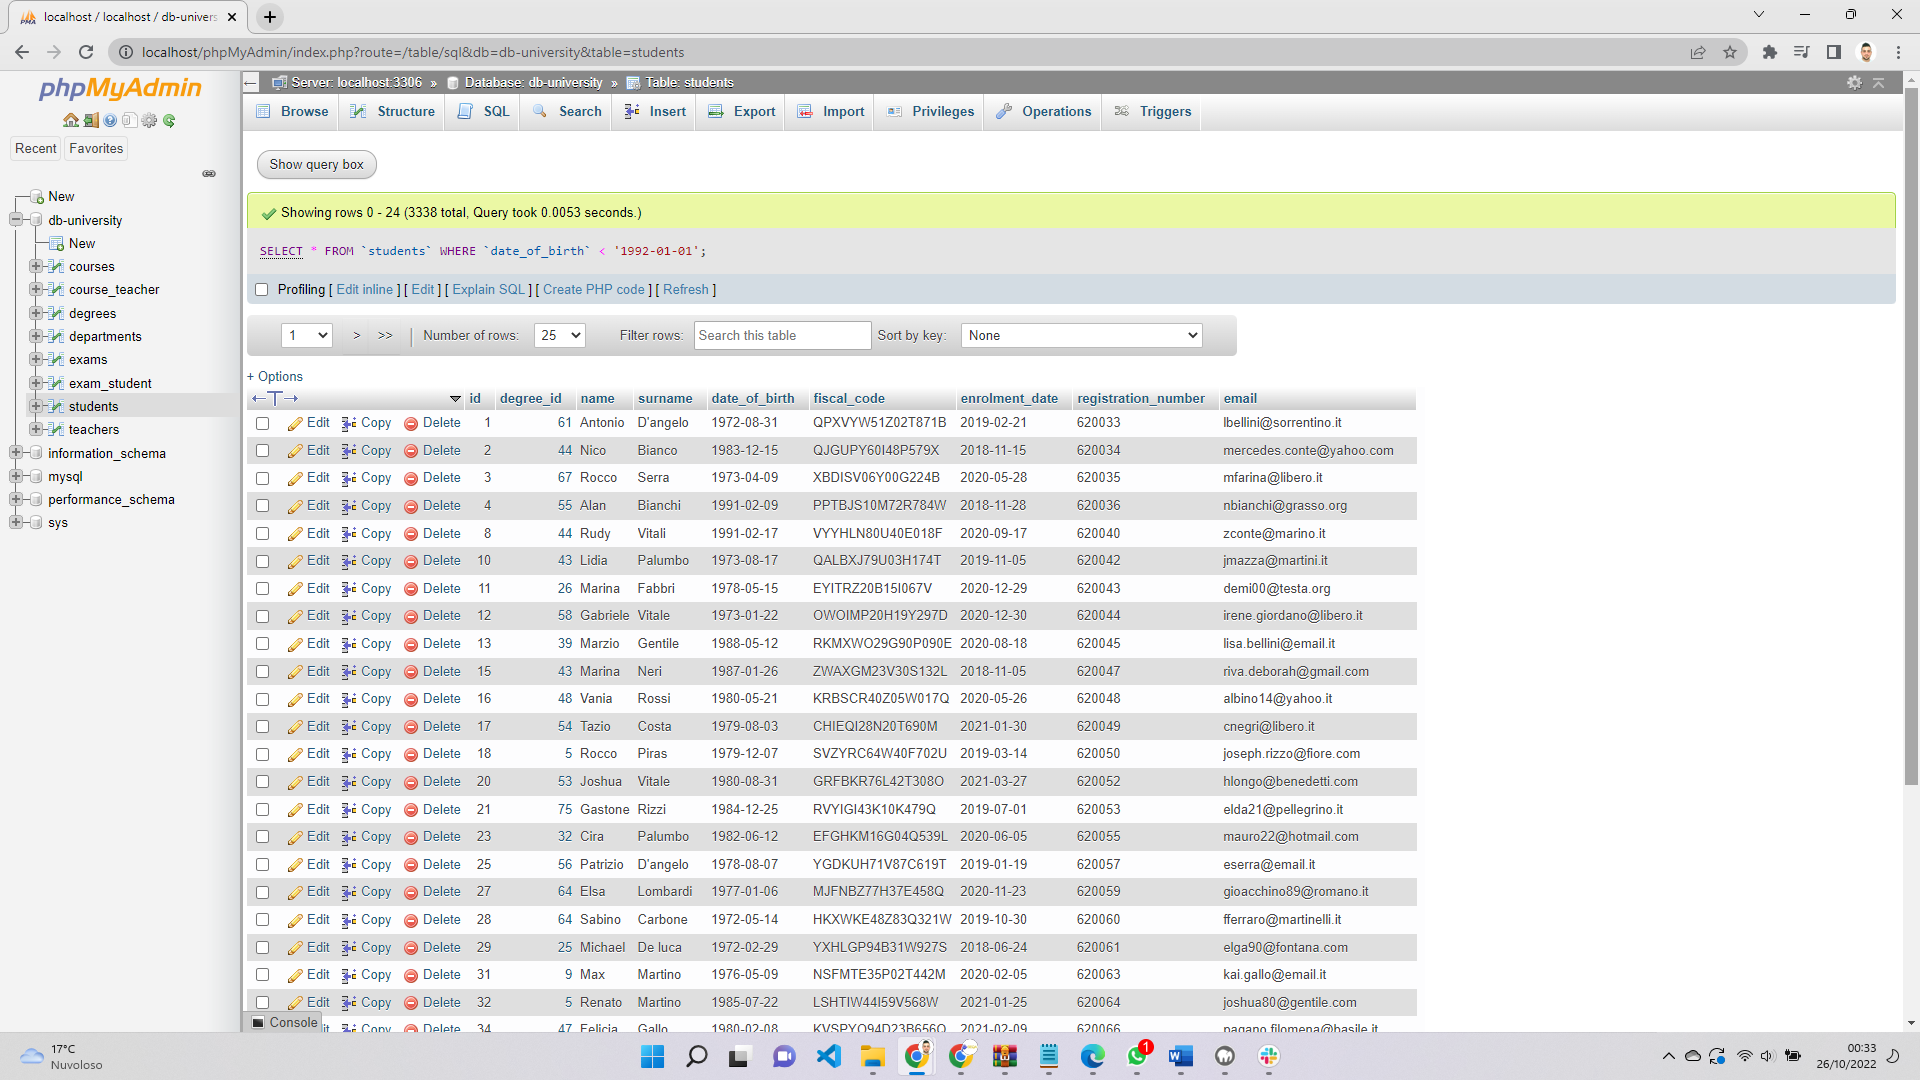 localhost / localhost / db-univers
localhost/phpMyAdmin/index.php?route=/table/sql&db=db-university&table=students
phpMyAdmin
Recent Favorites
New
db-university
New
courses
course_teacher
degrees
departments
exams
exam_student
students
teachers
information_schema
mysql
performance_schema
sys
Server: localhost:3306 » Database: db-university » Table: students
Browse Structure SQL Search Insert Export Import Privileges Operations Triggers
Show query box
Showing rows 0 - 24 (3338 total, Query took 0.0053 seconds.)
SELECT * FROM `students` WHERE `date_of_birth` < '1992-01-01';
Profiling [ Edit inline ] [ Edit ] [ Explain SQL ] [ Create PHP code ] [ Refresh ]
1 > >> | Number of rows: 25 Filter rows: Search this table Sort by key: None
+ Options
←T→ id degree_id name surname date_of_birth fiscal_code enrolment_date registration_number email
Edit Copy Delete 1 61 Antonio D'angelo 1972-08-31 QPXVYW51Z02T871B 2019-02-21 620033 lbellini@sorrentino.it
Edit Copy Delete 2 44 Nico Bianco 1983-12-15 QJGUPY60I48P579X 2018-11-15 620034 mercedes.conte@yahoo.com
Edit Copy Delete 3 67 Rocco Serra 1973-04-09 XBDISV06Y00G224B 2020-05-28 620035 mfarina@libero.it
Edit Copy Delete 4 55 Alan Bianchi 1991-02-09 PPTBJS10M72R784W 2018-11-28 620036 nbianchi@grasso.org
Edit Copy Delete 8 44 Rudy Vitali 1991-02-17 VYYHLN80U40E018F 2020-09-17 620040 zconte@marino.it
Edit Copy Delete 10 43 Lidia Palumbo 1973-08-17 QALBXJ79U03H174T 2019-11-05 620042 jmazza@martini.it
Edit Copy Delete 11 26 Marina Fabbri 1978-05-15 EYITRZ20B15I067V 2020-12-29 620043 demi00@testa.org
Edit Copy Delete 12 58 Gabriele Vitale 1973-01-22 OWOIMP20H19Y297D 2020-12-30 620044 irene.giordano@libero.it
Edit Copy Delete 13 39 Marzio Gentile 1988-05-12 RKMXWO29G90P090E 2020-08-18 620045 lisa.bellini@email.it
Edit Copy Delete 15 43 Marina Neri 1987-01-26 ZWAXGM23V30S132L 2018-11-05 620047 riva.deborah@gmail.com
Edit Copy Delete 16 48 Vania Rossi 1980-05-21 KRBSCR40Z05W017Q 2020-05-26 620048 albino14@yahoo.it
Edit Copy Delete 17 54 Tazio Costa 1979-08-03 CHIEQI28N20T690M 2021-01-30 620049 cnegri@libero.it
Edit Copy Delete 18 5 Rocco Piras 1979-12-07 SVZYRC64W40F702U 2019-03-14 620050 joseph.rizzo@fiore.com
Edit Copy Delete 20 53 Joshua Vitale 1980-08-31 GRFBKR76L42T308O 2021-03-27 620052 hlongo@benedetti.com
Edit Copy Delete 21 75 Gastone Rizzi 1984-12-25 RVYIGI43K10K479Q 2019-07-01 620053 elda21@pellegrino.it
Edit Copy Delete 23 32 Cira Palumbo 1982-06-12 EFGHKM16G04Q539L 2020-06-05 620055 mauro22@hotmail.com
Edit Copy Delete 25 56 Patrizio D'angelo 1978-08-07 YGDKUH71V87C619T 2019-01-19 620057 eserra@email.it
Edit Copy Delete 27 64 Elsa Lombardi 1977-01-06 MJFNBZ77H37E458Q 2020-11-23 620059 gioacchino89@romano.it
Edit Copy Delete 28 64 Sabino Carbone 1972-05-14 HKXWKE48Z83Q321W 2019-10-30 620060 fferraro@martinelli.it
Edit Copy Delete 29 25 Michael De luca 1972-02-29 YXHLGP94B31W927S 2018-06-24 620061 elga90@fontana.com
Edit Copy Delete 31 9 Max Martino 1976-05-09 NSFMTE35P02T442M 2020-02-05 620063 kai.gallo@email.it
Edit Copy Delete 32 5 Renato Martino 1985-07-22 LSHTIW44I59V568W 2021-01-25 620064 joshua80@gentile.com
Copy Delete 34 47 Felicia Gallo 1980-02-08 KVSPYO94D23B656O 2021-02-09 620066 pagano.filomena@basile.it
Console
17°C
Nuvoloso
1
00:33
26/10/2022